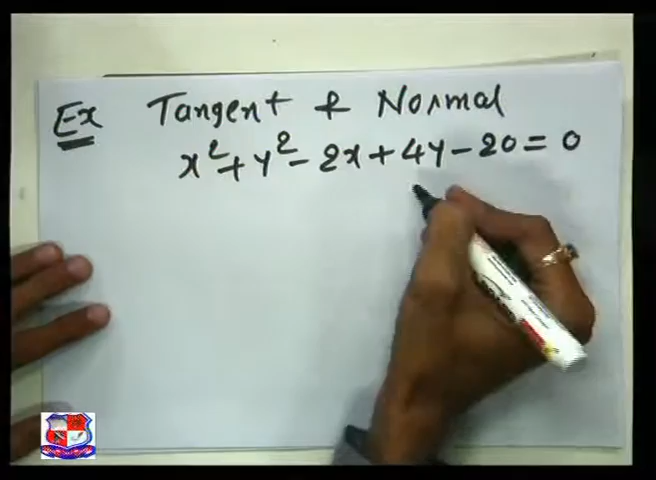 Ex Tangent & Normal
x² + y² - 2x + 4y - 20 = 0